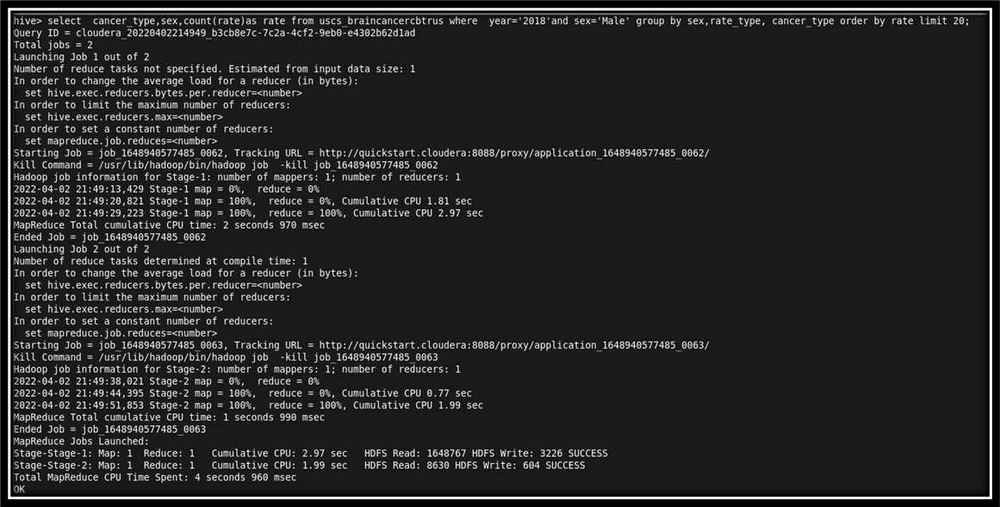 hive> select  cancer_type,sex,count(rate)as rate from uscs_braincancercbtrus where  year='2018'and sex='Male' group by sex,rate_type, cancer_type order by rate limit 20;
Query ID = cloudera_20220402214949_b3cb8e7c-7c2a-4cf2-9eb0-e4302b62d1ad
Total jobs = 2
Launching Job 1 out of 2
Number of reduce tasks not specified. Estimated from input data size: 1
In order to change the average load for a reducer (in bytes):
  set hive.exec.reducers.bytes.per.reducer=<number>
In order to limit the maximum number of reducers:
  set hive.exec.reducers.max=<number>
In order to set a constant number of reducers:
  set mapreduce.job.reduces=<number>
Starting Job = job_1648940577485_0062, Tracking URL = http://quickstart.cloudera:8088/proxy/application_1648940577485_0062/
Kill Command = /usr/lib/hadoop/bin/hadoop job  -kill job_1648940577485_0062
Hadoop job information for Stage-1: number of mappers: 1; number of reducers: 1
2022-04-02 21:49:13,429 Stage-1 map = 0%,  reduce = 0%
2022-04-02 21:49:20,821 Stage-1 map = 100%,  reduce = 0%, Cumulative CPU 1.81 sec
2022-04-02 21:49:29,223 Stage-1 map = 100%,  reduce = 100%, Cumulative CPU 2.97 sec
MapReduce Total cumulative CPU time: 2 seconds 970 msec
Ended Job = job_1648940577485_0062
Launching Job 2 out of 2
Number of reduce tasks determined at compile time: 1
In order to change the average load for a reducer (in bytes):
  set hive.exec.reducers.bytes.per.reducer=<number>
In order to limit the maximum number of reducers:
  set hive.exec.reducers.max=<number>
In order to set a constant number of reducers:
  set mapreduce.job.reduces=<number>
Starting Job = job_1648940577485_0063, Tracking URL = http://quickstart.cloudera:8088/proxy/application_1648940577485_0063/
Kill Command = /usr/lib/hadoop/bin/hadoop job  -kill job_1648940577485_0063
Hadoop job information for Stage-2: number of mappers: 1; number of reducers: 1
2022-04-02 21:49:38,021 Stage-2 map = 0%,  reduce = 0%
2022-04-02 21:49:44,395 Stage-2 map = 100%,  reduce = 0%, Cumulative CPU 0.77 sec
2022-04-02 21:49:51,853 Stage-2 map = 100%,  reduce = 100%, Cumulative CPU 1.99 sec
MapReduce Total cumulative CPU time: 1 seconds 990 msec
Ended Job = job_1648940577485_0063
MapReduce Jobs Launched:
Stage-Stage-1: Map: 1  Reduce: 1   Cumulative CPU: 2.97 sec   HDFS Read: 1648767 HDFS Write: 3226 SUCCESS
Stage-Stage-2: Map: 1  Reduce: 1   Cumulative CPU: 1.99 sec   HDFS Read: 8630 HDFS Write: 604 SUCCESS
Total MapReduce CPU Time Spent: 4 seconds 960 msec
OK